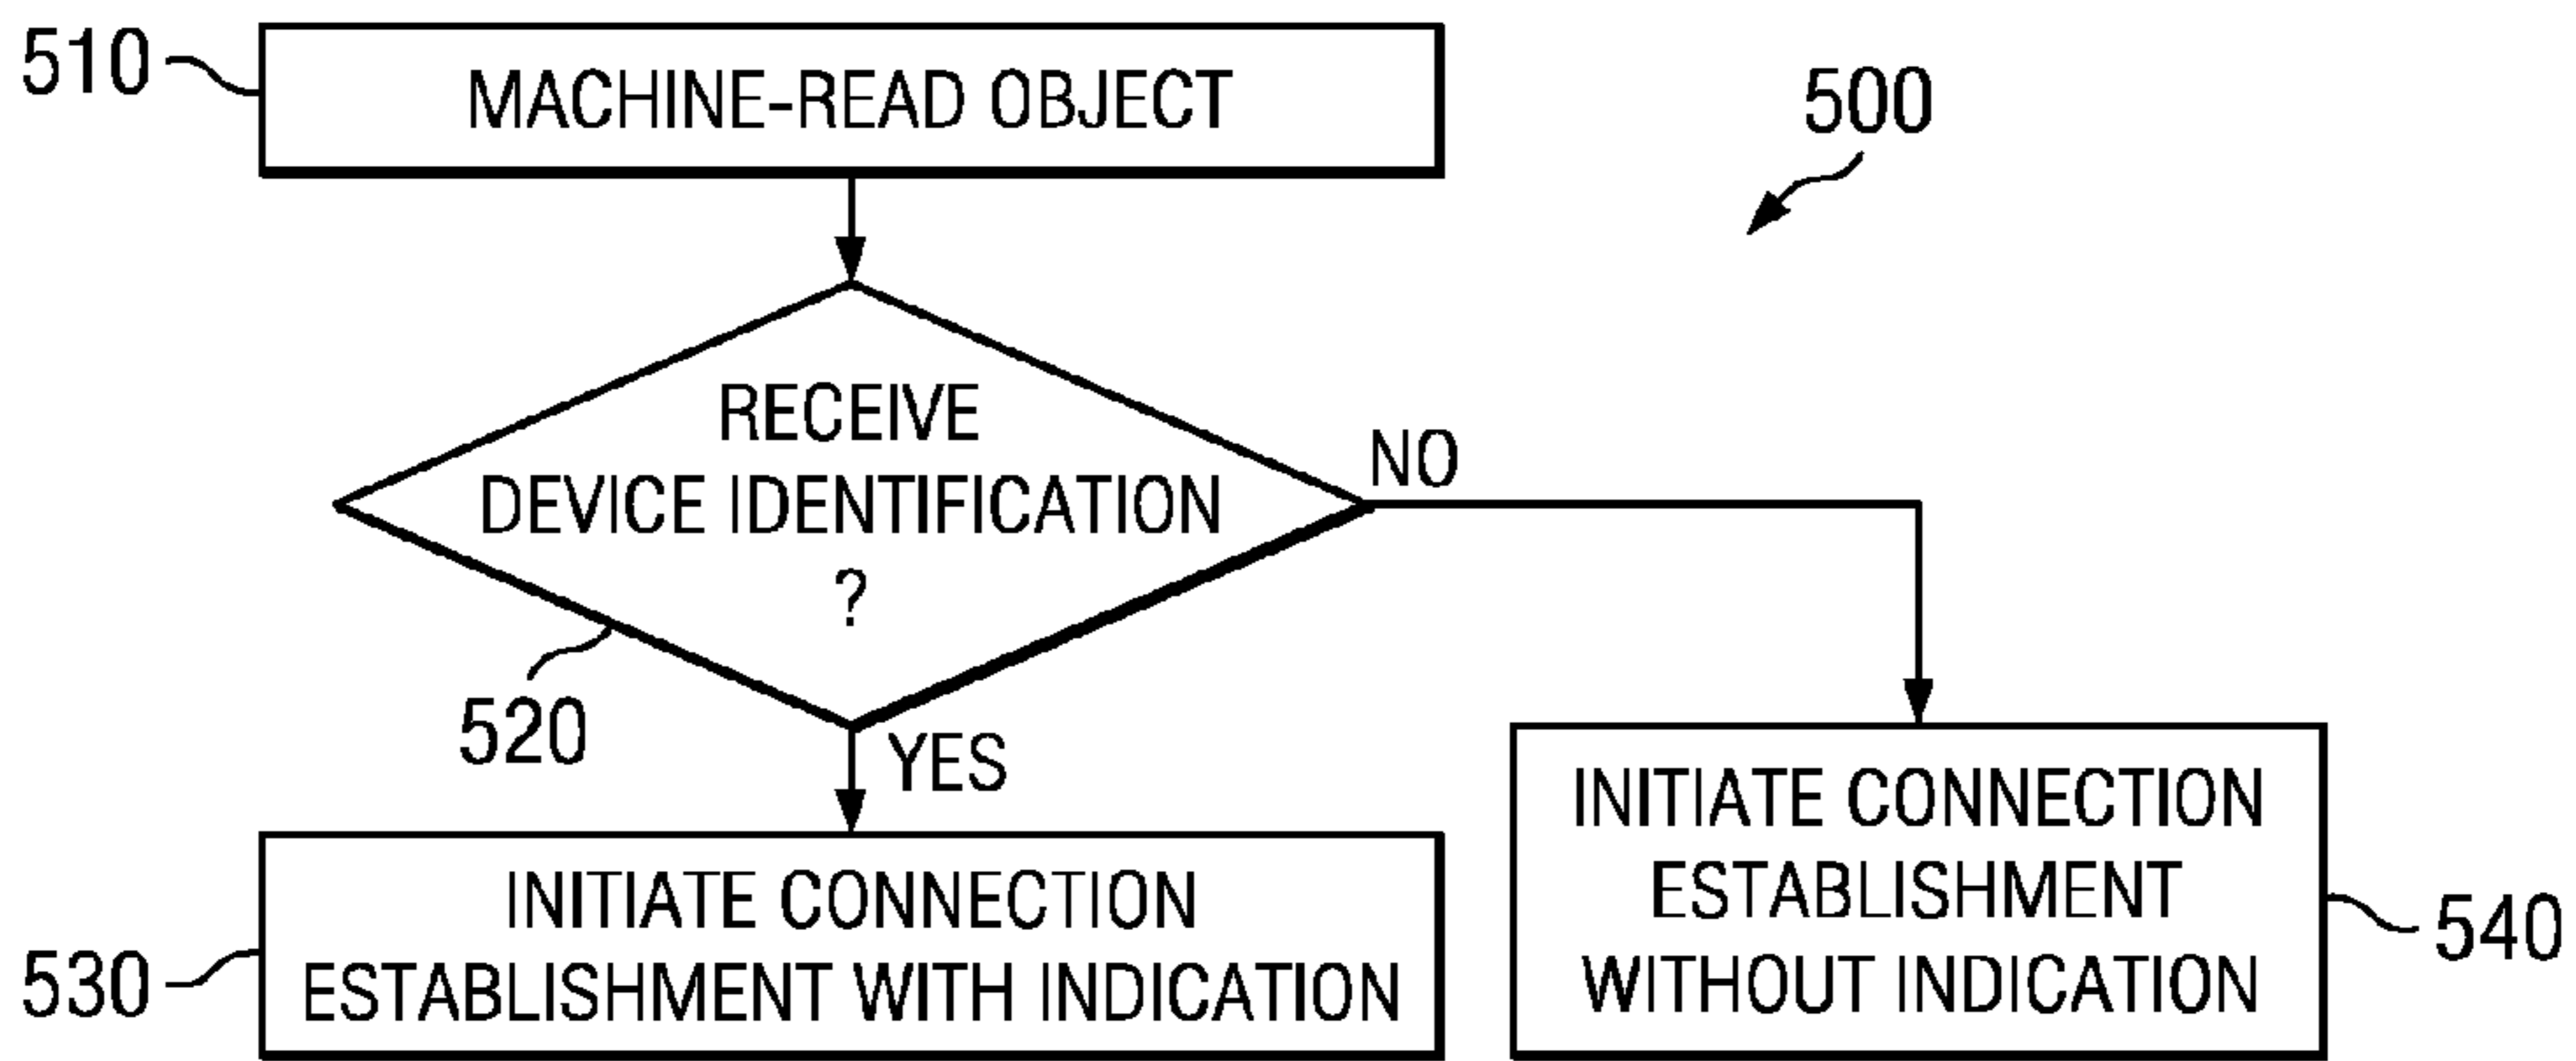 510
MACHINE-READ OBJECT
500
RECEIVE
DEVICE IDENTIFICATION
?
NO
520
YES
530
INITIATE CONNECTION
ESTABLISHMENT WITH INDICATION
INITIATE CONNECTION
ESTABLISHMENT
WITHOUT INDICATION
540